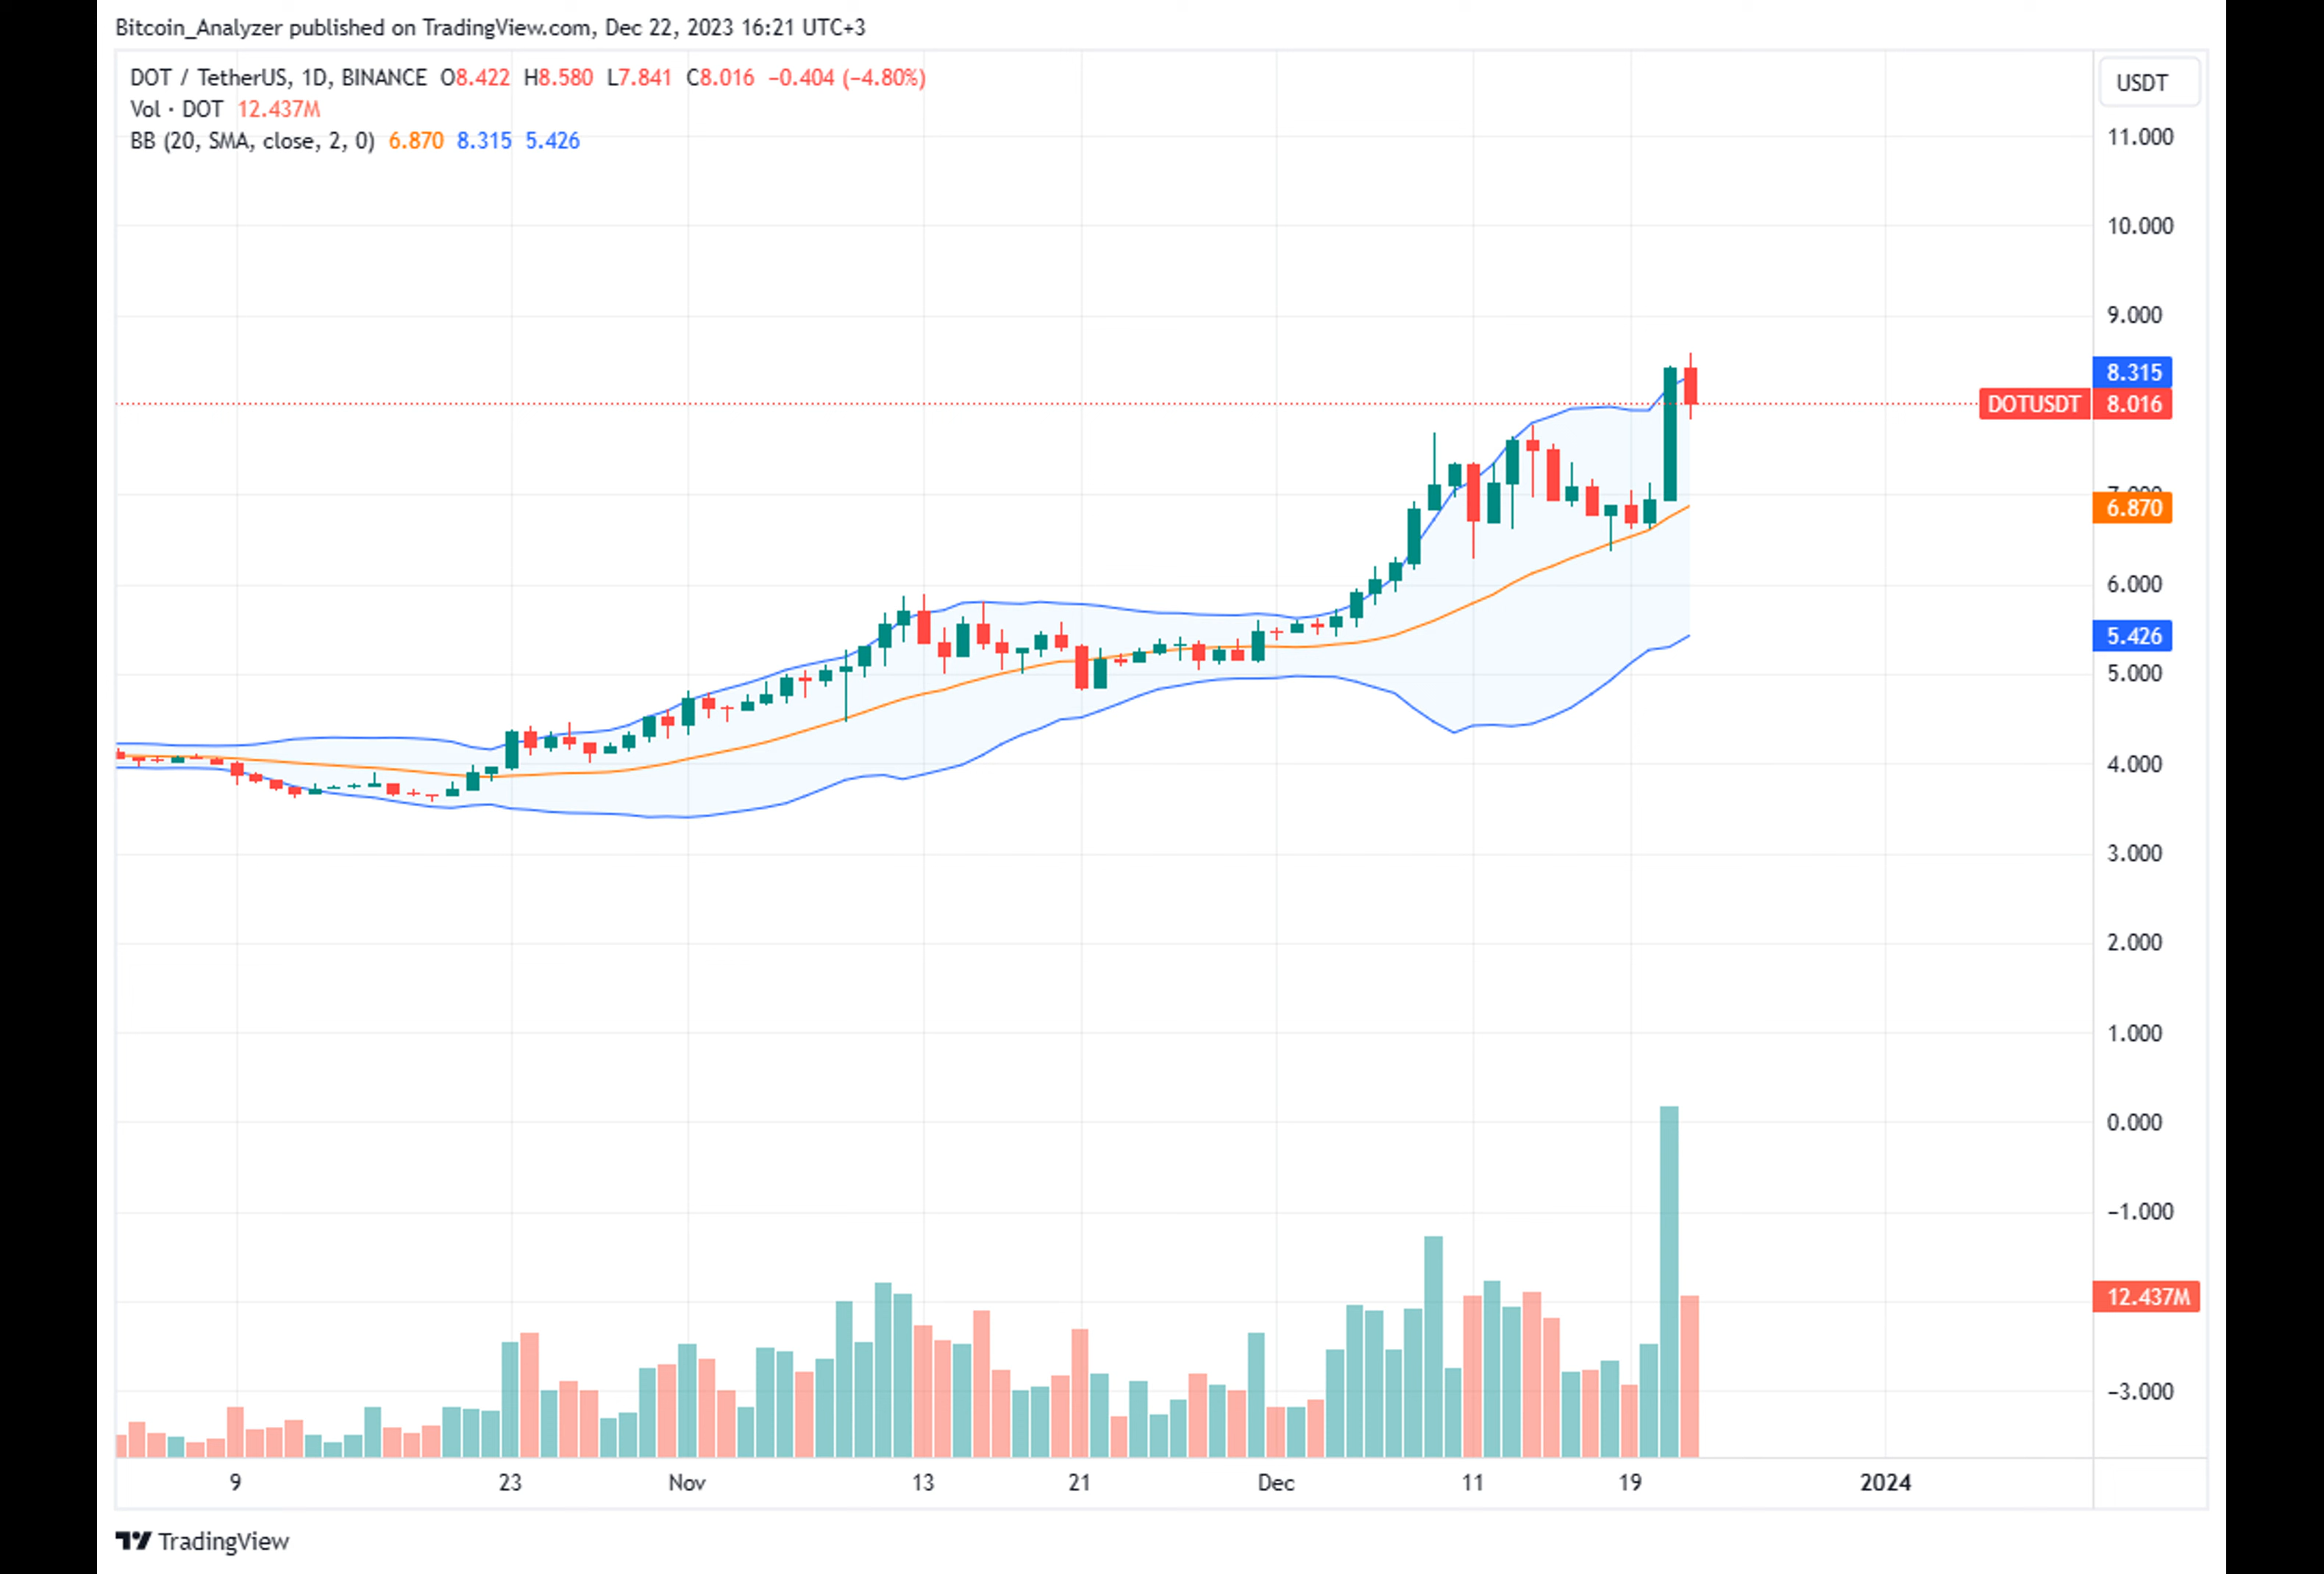 Bitcoin_Analyzer published on TradingView.com, Dec 22, 2023 16:21 UTC+3
DOT / TetherUS, 1D, BINANCE O8.422 H8.580 L7.841 C8.016 −0.404 (−4.80%)
Vol · DOT 12.437M
BB (20, SMA, close, 2, 0) 6.870 8.315 5.426
USDT
11.000
10.000
9.000
8.315
DOTUSDT 8.016
6.870
6.000
5.426
5.000
4.000
3.000
2.000
1.000
0.000
−1.000
12.437M
−3.000
9 23 Nov 13 21 Dec 11 19 2024
TradingView